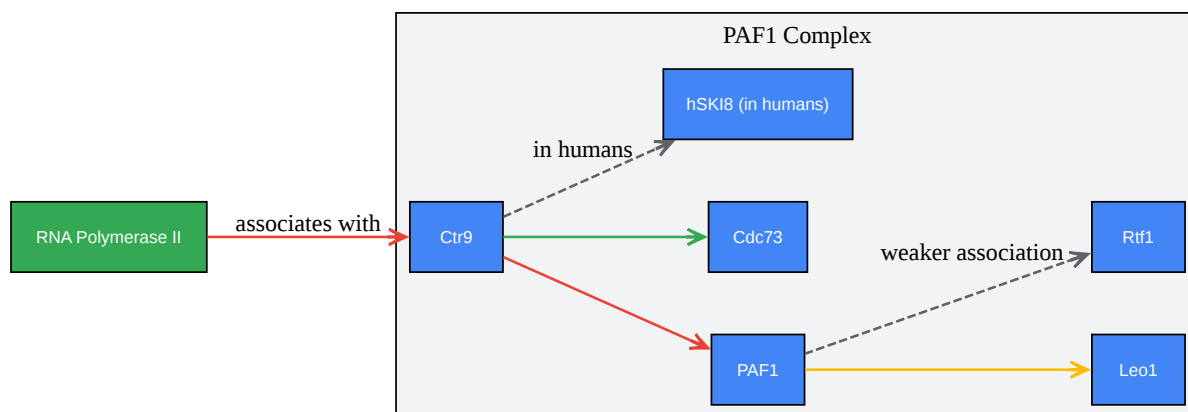 PAF1 Complex
hSKI8 (in humans)
in humans
RNA Polymerase II
associates with
Ctr9
Cdc73
weaker association
Rtf1
PAF1
Leo1